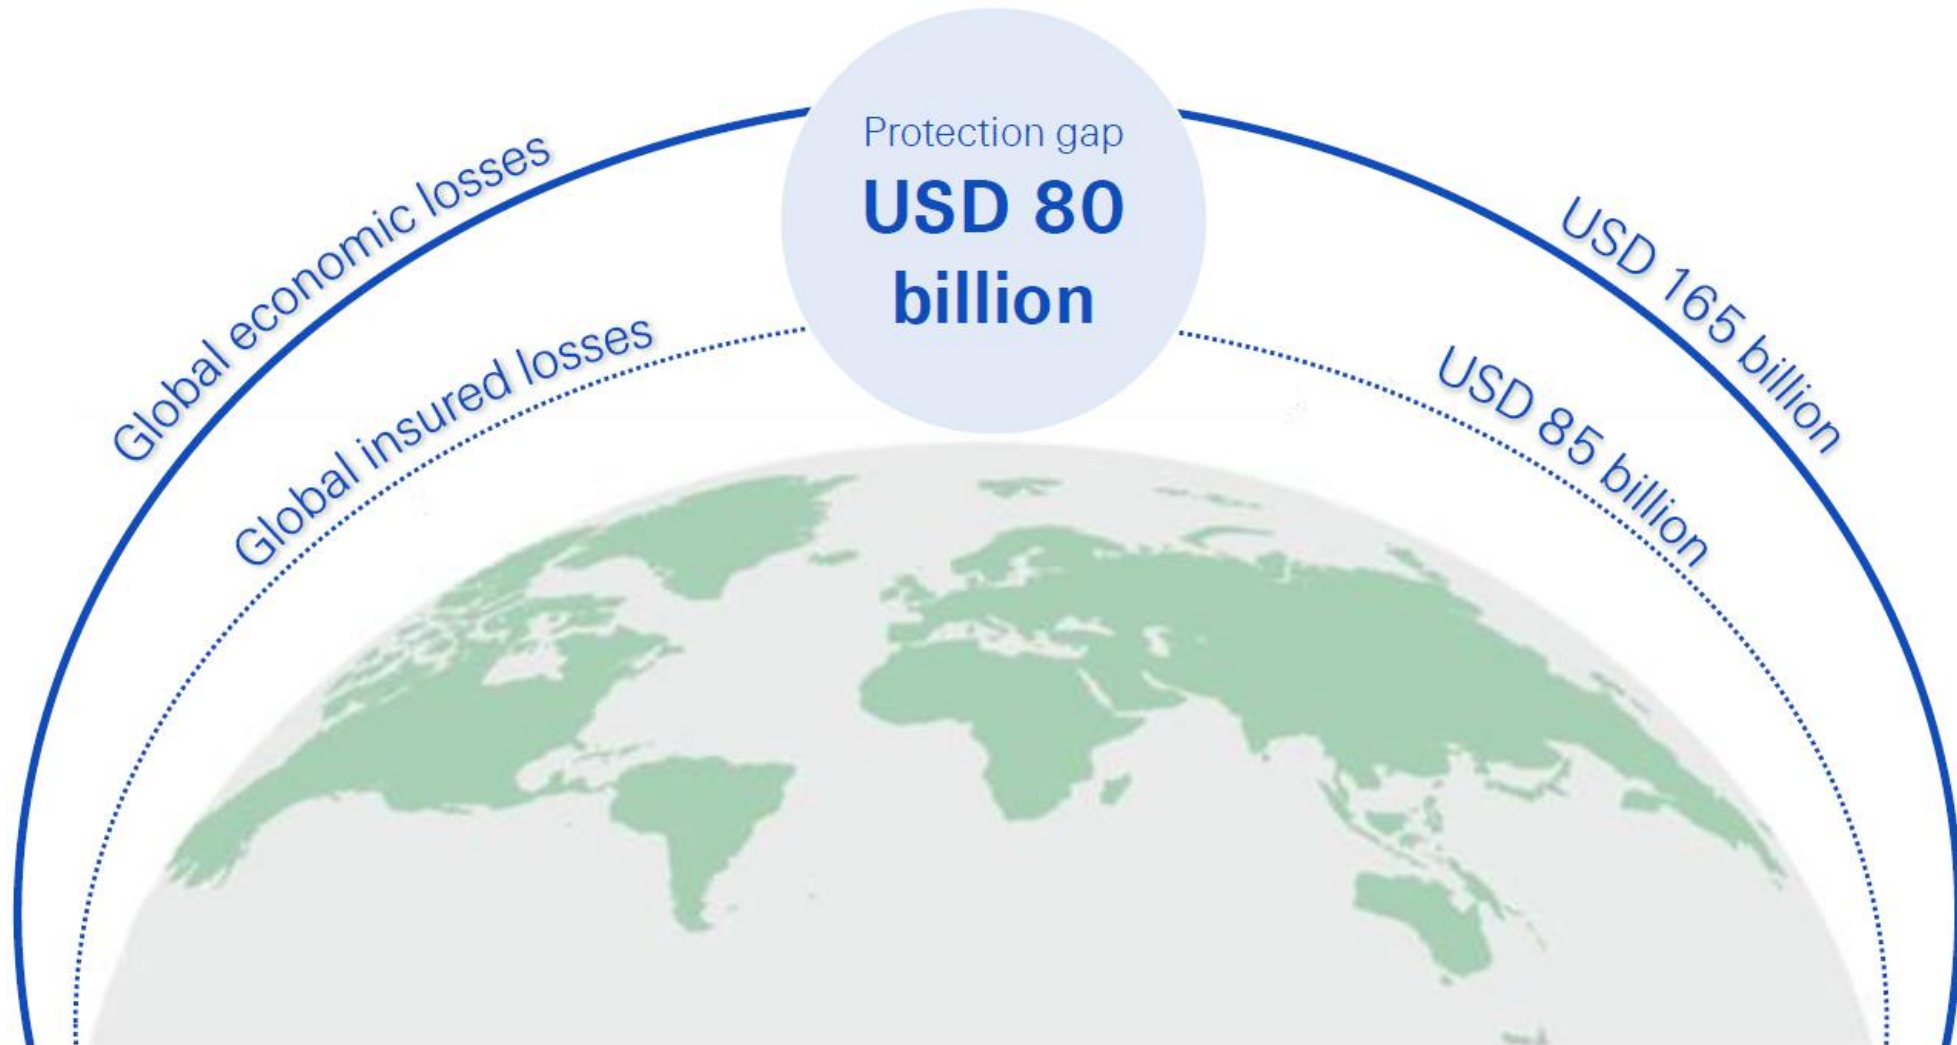 Protection gap
USD 80
billion
Global economic losses
USD 165 billion
Global insured losses
USD 85 billion